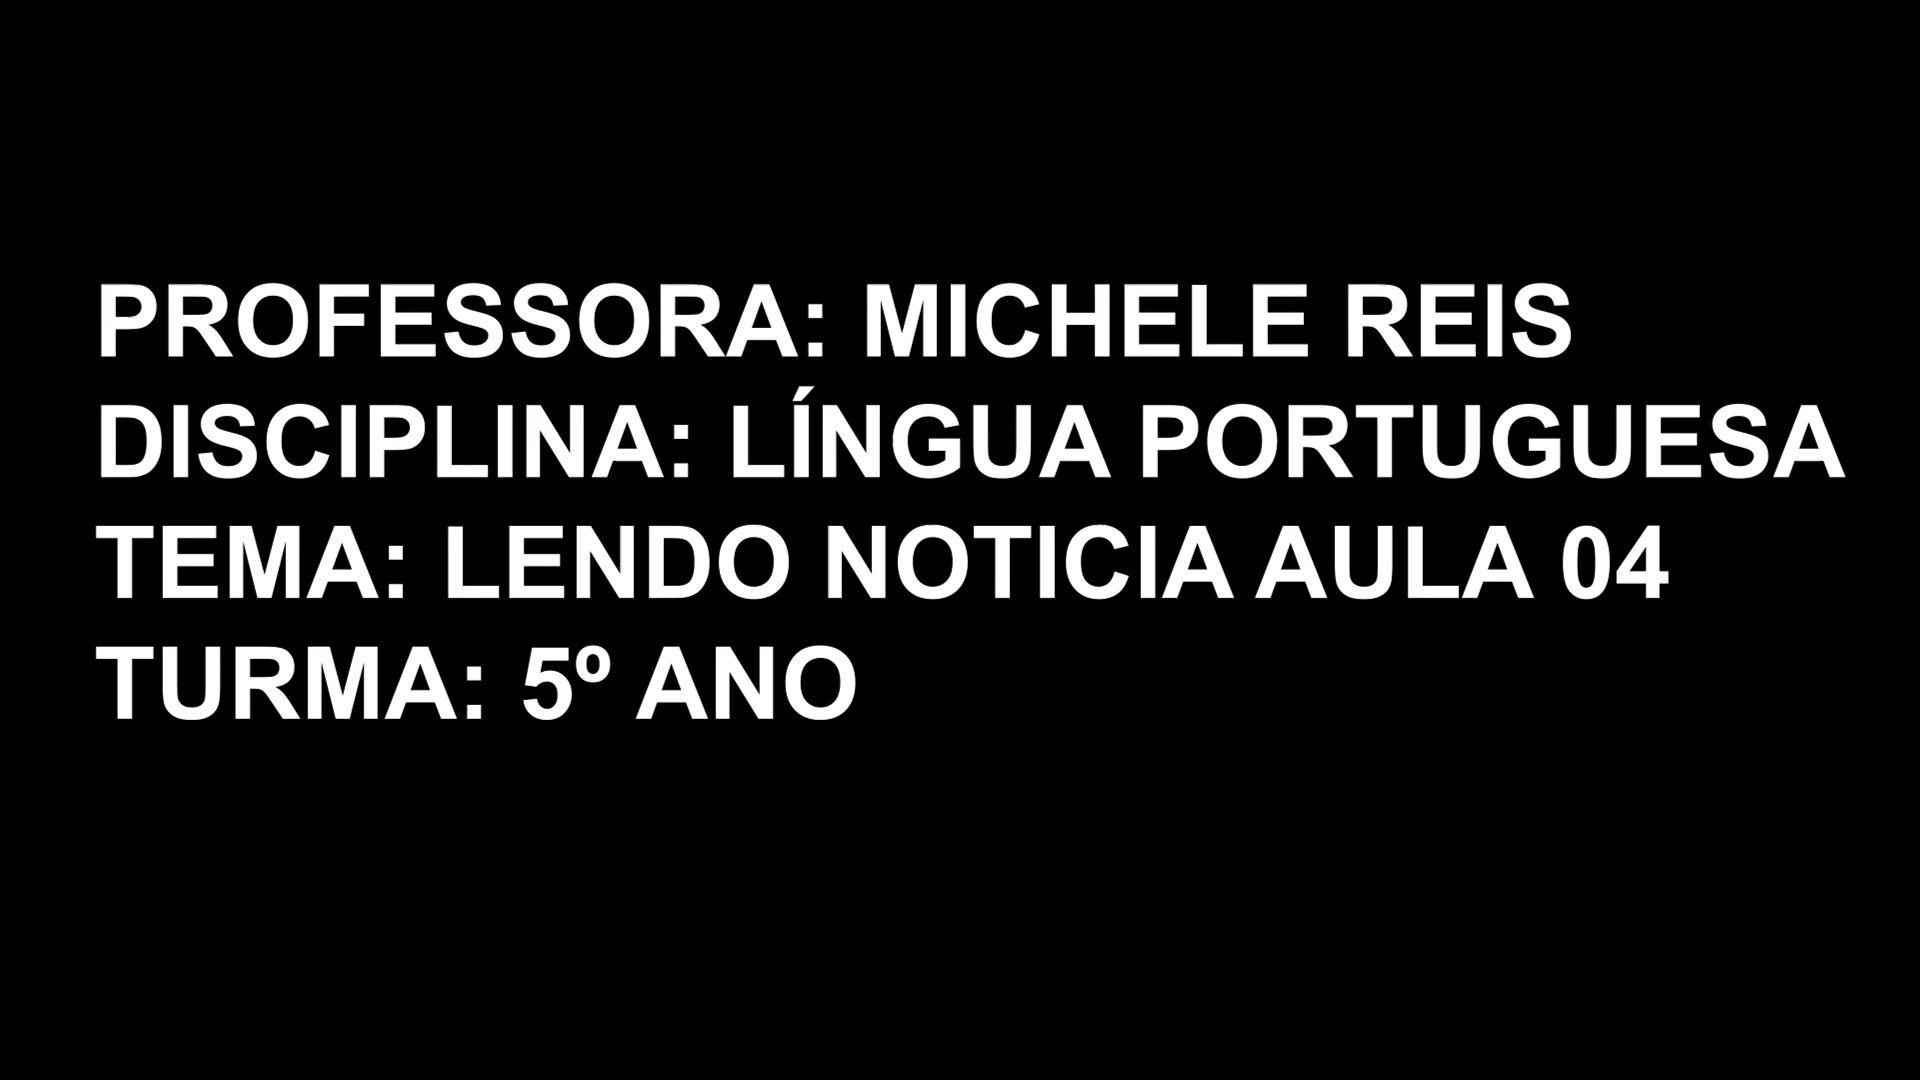 PROFESSORA: MICHELE REIS
DISCIPLINA: LÍNGUA PORTUGUESA
TEMA: LENDO NOTICIA AULA 04
TURMA: 5º ANO